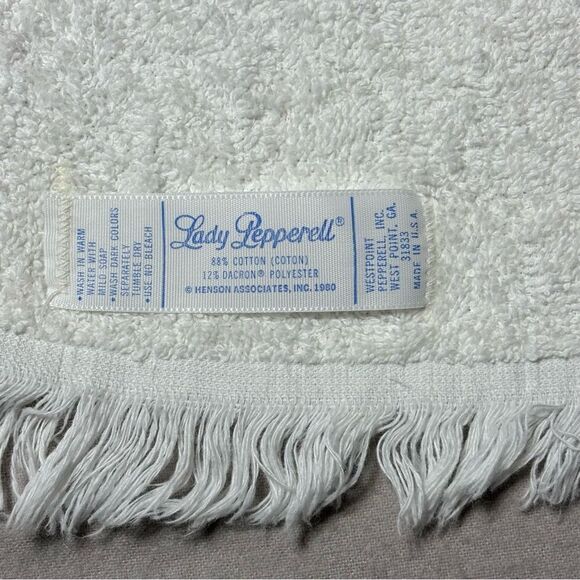 •WASH IN WARM
WATER WITH
MILD SOAP
•WASH DARK COLORS
SEPARATELY
TUMBLE DRY
•USE NO BLEACH
Lady Pepperell®
88% COTTON (COTON)
12% DACRON® POLYESTER
© HENSON ASSOCIATES, INC. 1980
WESTPOINT
PEPPERELL INC.
WEST POINT, GA.
31833
MADE IN U.S.A.